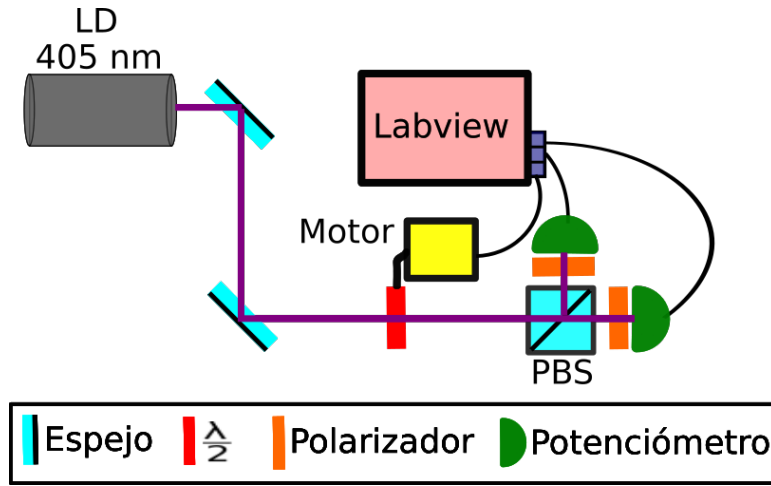 LD
405 nm
Labview
Motor
PBS
Espejo
λ/2
Polarizador
Potenciómetro